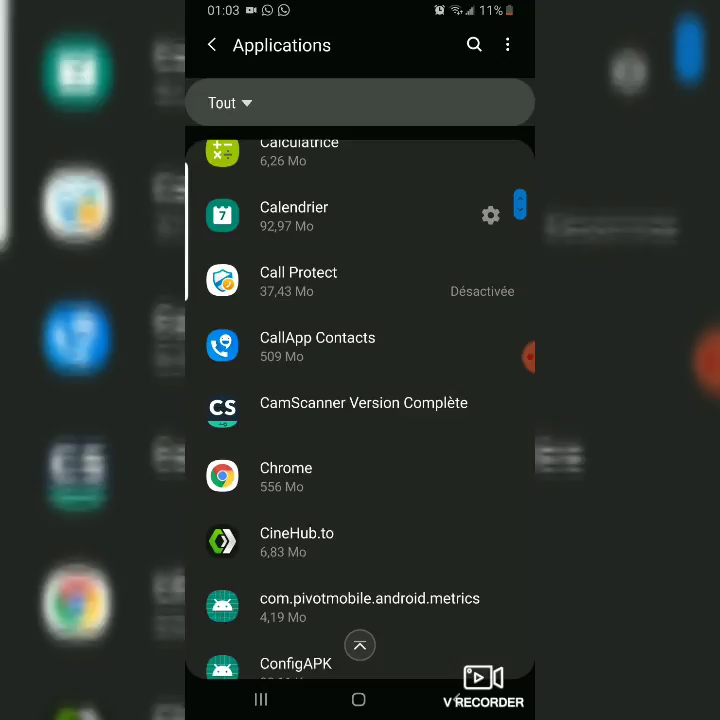 01:03 11%
Applications
Tout
Calculatrice
6,26 Mo
Calendrier
92,97 Mo
Call Protect
37,43 Mo Désactivée
CallApp Contacts
509 Mo
CS
CamScanner Version Complète
Chrome
556 Mo
CineHub.to
6,83 Mo
com.pivotmobile.android.metrics
4,19 Mo
ConfigAPK
V RECORDER